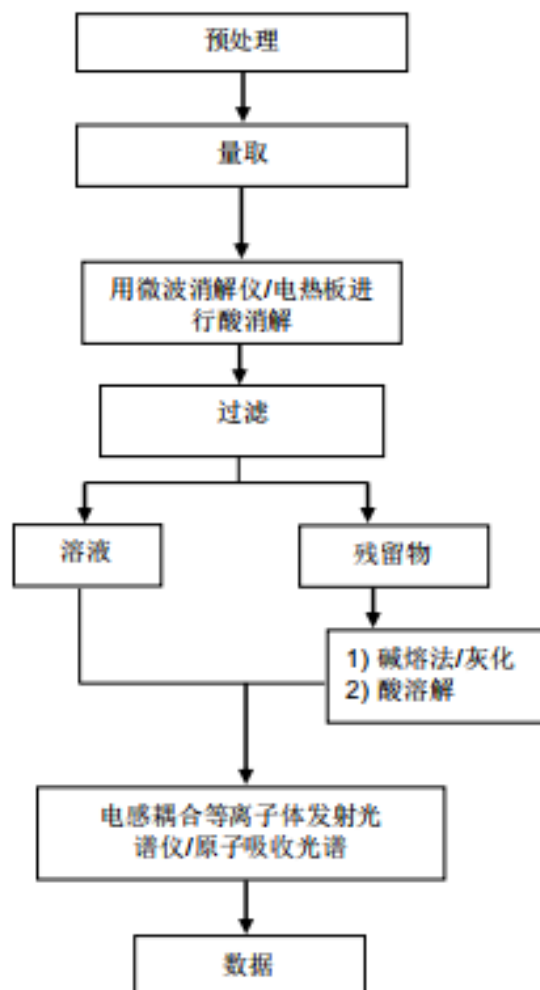 预处理
量取
用微波消解仪/电热板进
行酸消解
过滤
溶液
残留物
1) 碱熔法/灰化
2) 酸溶解
电感耦合等离子体发射光
谱仪/原子吸收光谱
数据